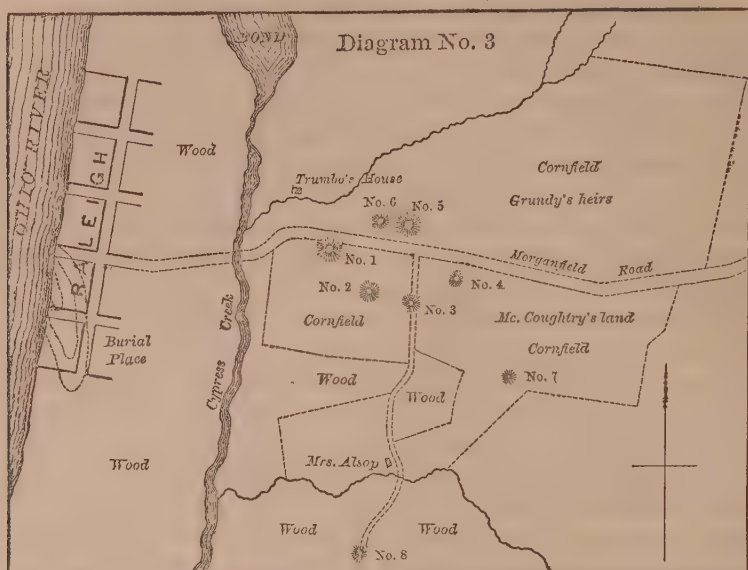 Diagram No. 3
POND
OHIO RIVER
RALEIGH
Wood
Trumbo's House
Cornfield
Grundy's heirs
No. 6
No. 5
Morganfield Road
No. 1
No. 2
No. 4
No. 3
Cornfield
Mc. Coughtry's land
Cornfield
Burial
Place
Cypress Creek
Wood
Wood
No. 7
Wood
Mrs. Alsop
Wood
Wood
No. 8